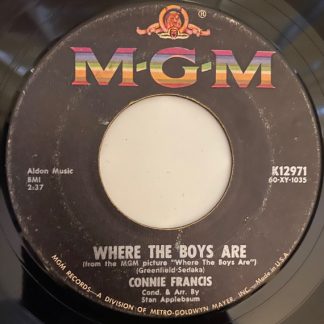 ®
M-G-M
Aldon Music
BMI
2:37
K12971
60-XY-1035
WHERE THE BOYS ARE
(from the MGM picture "Where The Boys Are")
(Greenfield-Sedaka)
CONNIE FRANCIS
Cond. & Arr. By
Stan Applebaum
MGM RECORDS—A DIVISION OF METRO-GOLDWYN MAYER, INC.—Made in U.S.A.